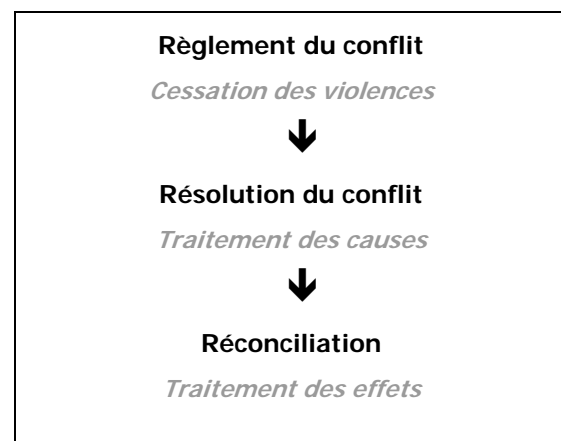 Règlement du conflit
Cessation des violences
Résolution du conflit
Traitement des causes
Réconciliation
Traitement des effets